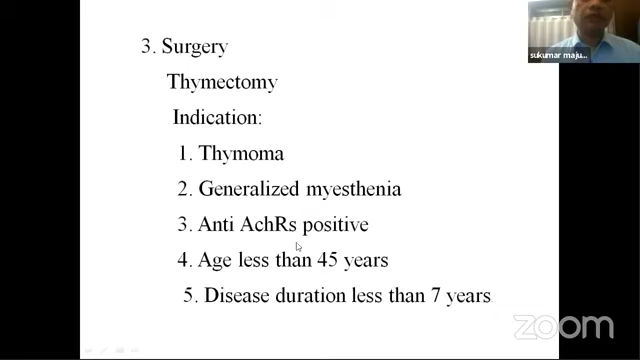 sukumar maju...
3. Surgery
Thymectomy
Indication:
1. Thymoma
2. Generalized myesthenia
3. Anti AchRs positive
4. Age less than 45 years
5. Disease duration less than 7 years
zoom